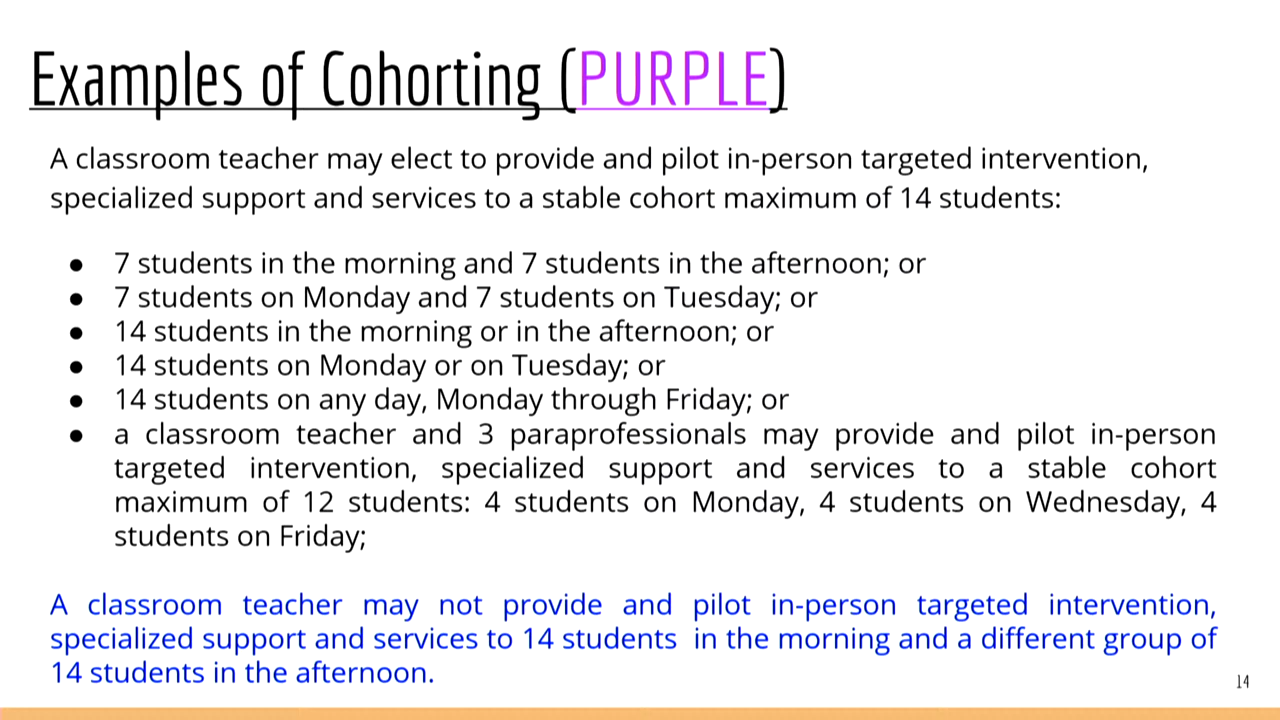 Examples of Cohorting (PURPLE)
A classroom teacher may elect to provide and pilot in-person targeted intervention,
specialized support and services to a stable cohort maximum of 14 students:
● 7 students in the morning and 7 students in the afternoon; or
● 7 students on Monday and 7 students on Tuesday; or
● 14 students in the morning or in the afternoon; or
● 14 students on Monday or on Tuesday; or
● 14 students on any day, Monday through Friday; or
● a classroom teacher and 3 paraprofessionals may provide and pilot in-person
targeted intervention, specialized support and services to a stable cohort
maximum of 12 students: 4 students on Monday, 4 students on Wednesday, 4
students on Friday;
A classroom teacher may not provide and pilot in-person targeted intervention,
specialized support and services to 14 students in the morning and a different group of
14 students in the afternoon.
14